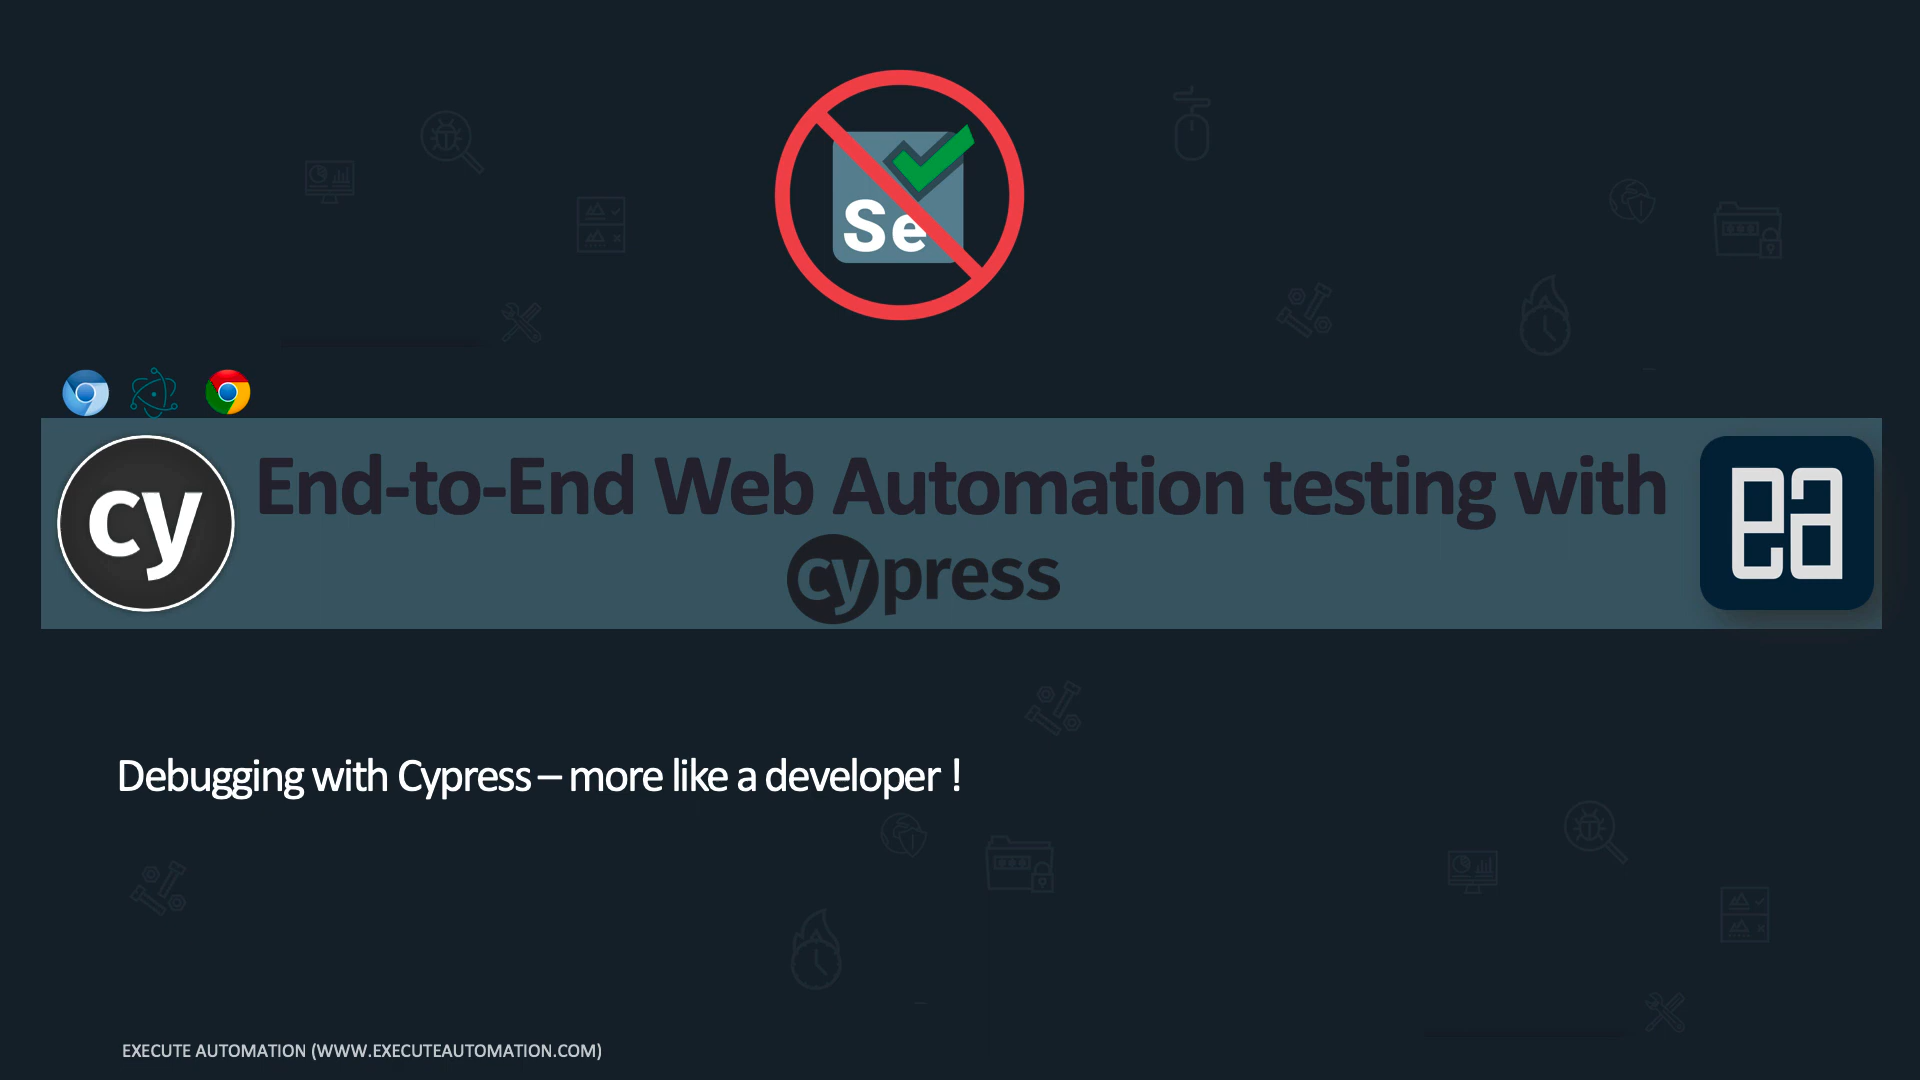 Se
cy
End-to-End Web Automation testing with
cypress
ea
Debugging with Cypress – more like a developer !
EXECUTE AUTOMATION (WWW.EXECUTEAUTOMATION.COM)